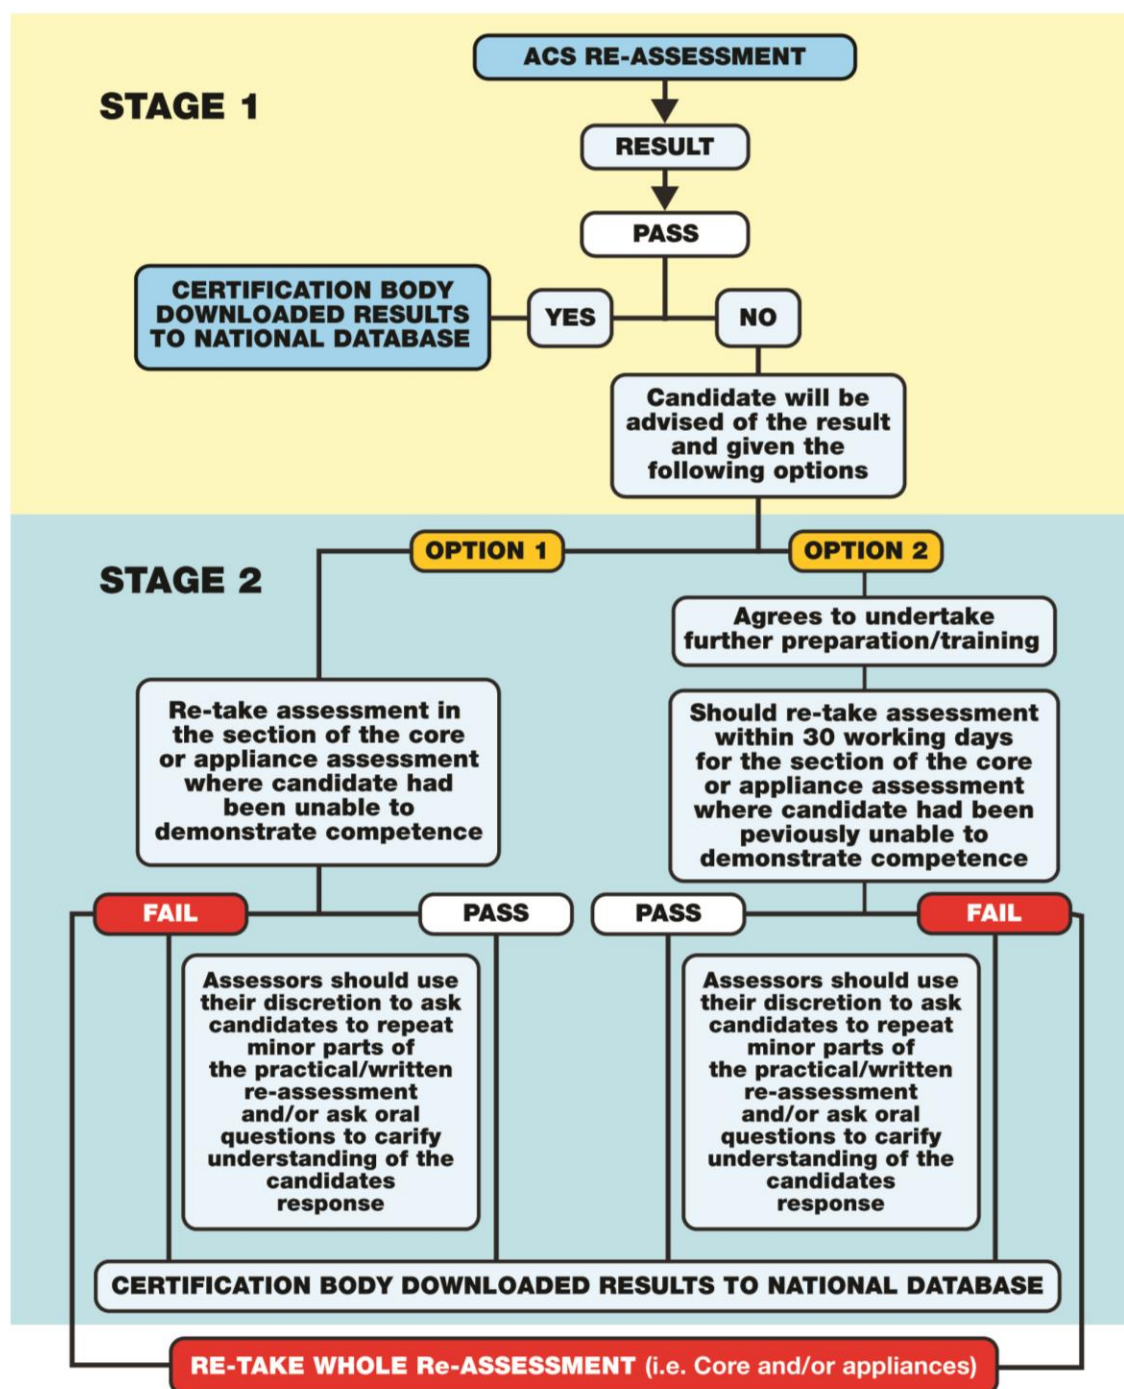 ACS RE-ASSESSMENT
STAGE 1
RESULT
PASS
CERTIFICATION BODY
DOWNLOADED RESULTS
TO NATIONAL DATABASE
YES
NO
Candidate will be
advised of the result
and given the
following options
OPTION 1
OPTION 2
STAGE 2
Agrees to undertake
further preparation/training
Re-take assessment in
the section of the core
or appliance assessment
where candidate had
been unable to
demonstrate competence
Should re-take assessment
within 30 working days
for the section of the core
or appliance assessment
where candidate had been
peviously unable to
demonstrate competence
FAIL
PASS
PASS
FAIL
Assessors should use
their discretion to ask
candidates to repeat
minor parts of
the practical/written
re-assessment
and/or ask oral
questions to carify
understanding of the
candidates
response
Assessors should use
their discretion to ask
candidates to repeat
minor parts of
the practical/written
re-assessment
and/or ask oral
questions to carify
understanding of the
candidates
response
CERTIFICATION BODY DOWNLOADED RESULTS TO NATIONAL DATABASE
RE-TAKE WHOLE Re-ASSESSMENT (i.e. Core and/or appliances)